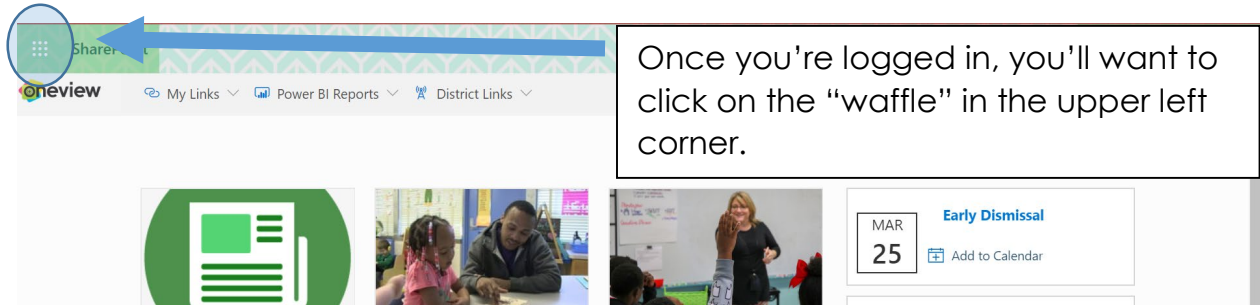 SharePoint
Once you’re logged in, you’ll want to
click on the “waffle” in the upper left
corner.
oneview My Links Power BI Reports District Links
MAR
25
Early Dismissal
Add to Calendar